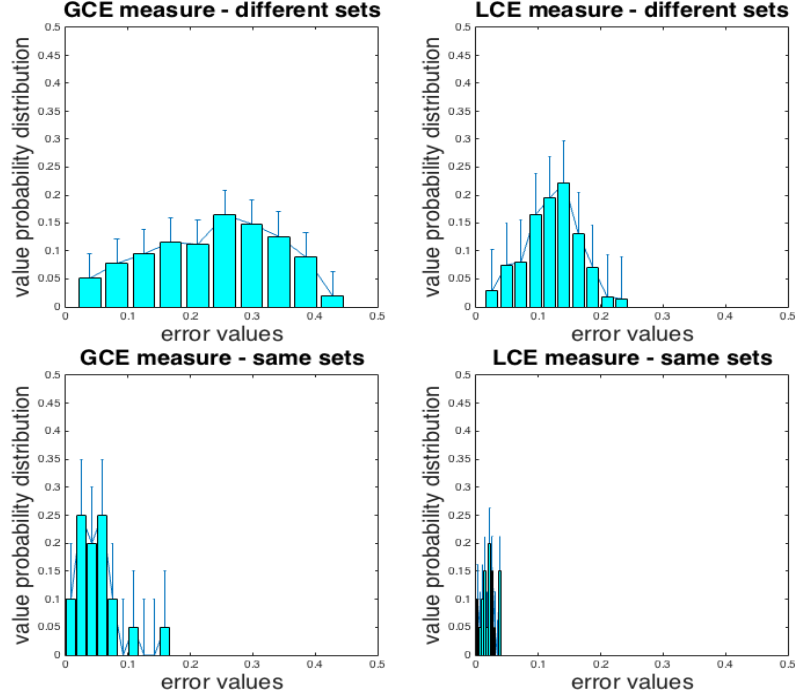 GCE measure - different sets
value probability distribution
0.5
0.45
0.4
0.35
0.3
0.25
0.2
0.15
0.1
0.05
0
0 0.1 0.2 0.3 0.4 0.5
error values
LCE measure - different sets
value probability distribution
0.5
0.45
0.4
0.35
0.3
0.25
0.2
0.15
0.1
0.05
0
0 0.1 0.2 0.3 0.4 0.5
error values
GCE measure - same sets
value probability distribution
0.5
0.45
0.4
0.35
0.3
0.25
0.2
0.15
0.1
0.05
0
0 0.1 0.2 0.3 0.4 0.5
error values
LCE measure - same sets
value probability distribution
0.5
0.45
0.4
0.35
0.3
0.25
0.2
0.15
0.1
0.05
0
0 0.1 0.2 0.3 0.4 0.5
error values